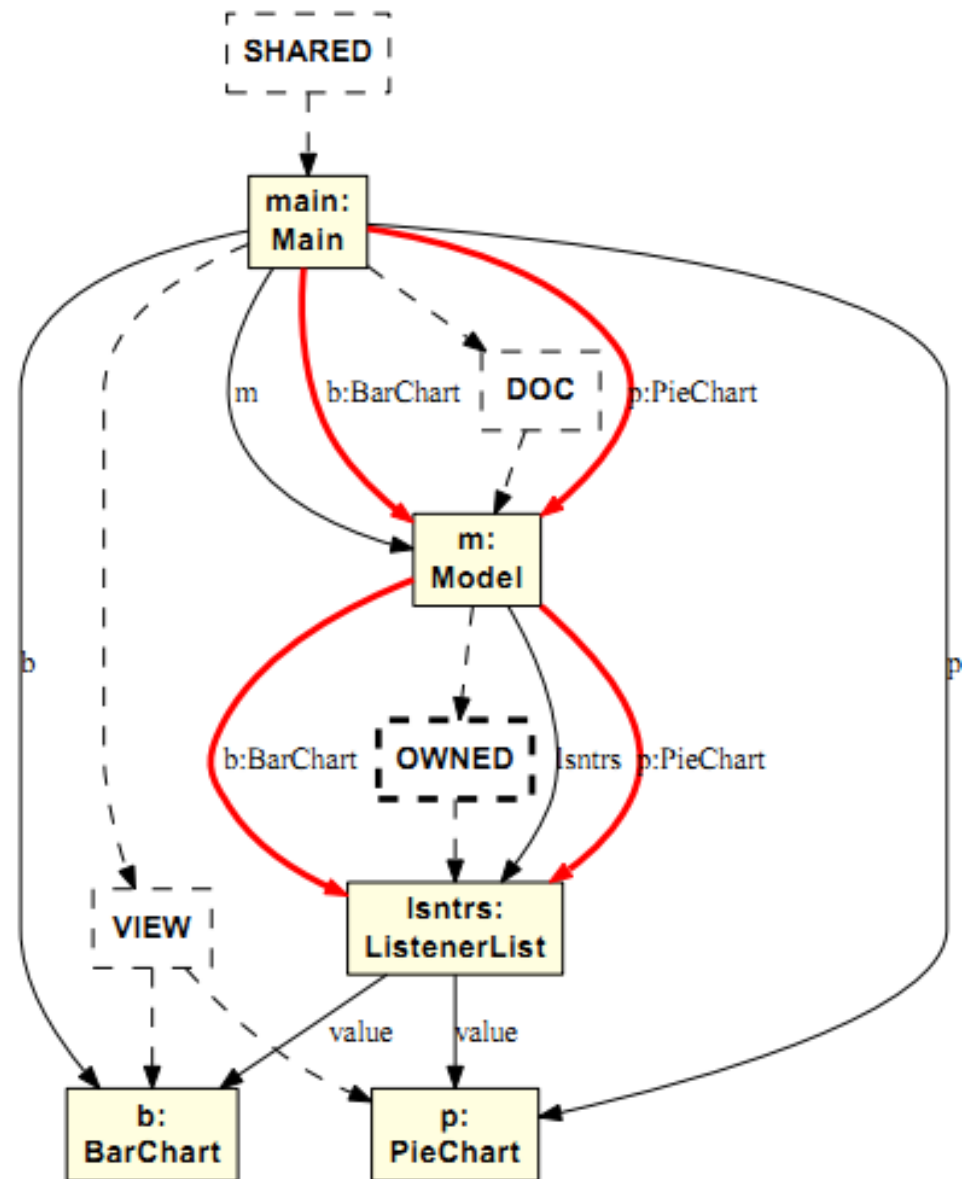 SHARED
main:
Main
m
b:BarChart
DOC
p:PieChart
m:
Model
b
b:BarChart
OWNED
lsntrs
p:PieChart
p
VIEW
lsntrs:
ListenerList
value
value
b:
BarChart
p:
PieChart